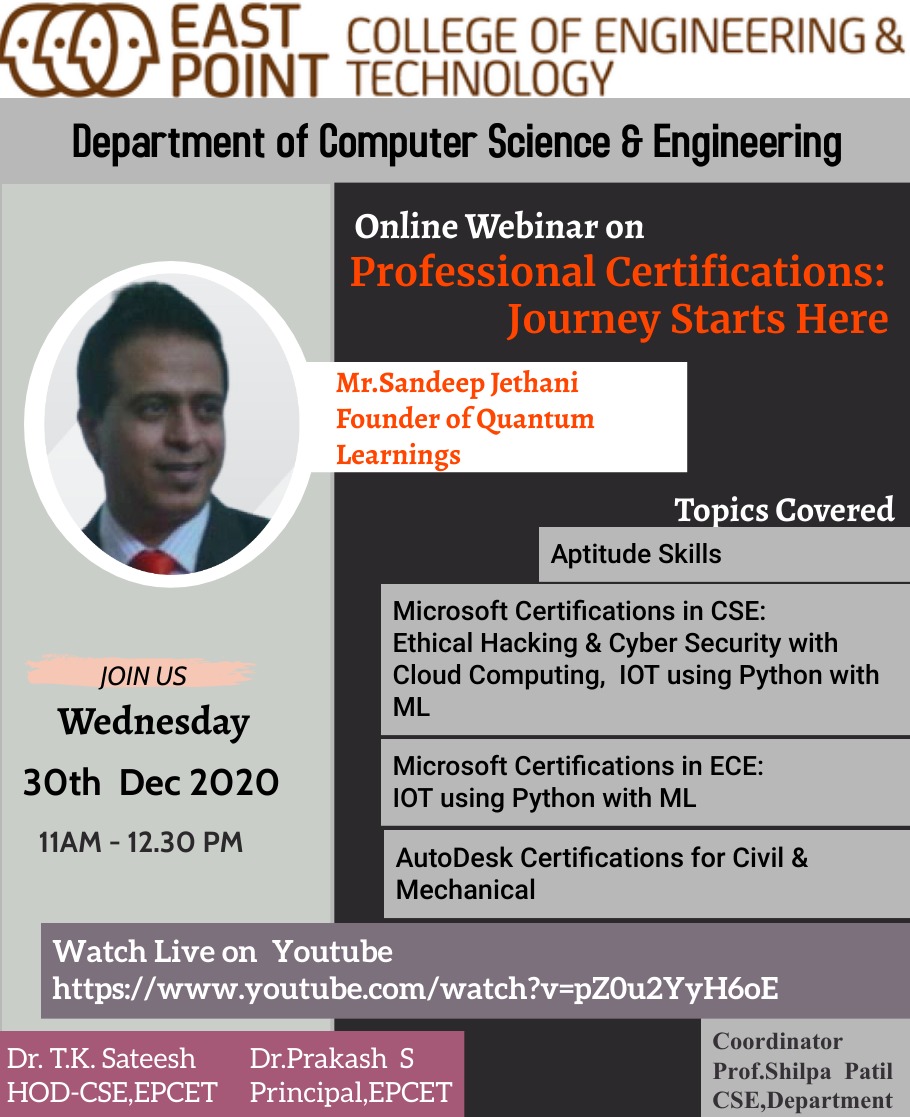 EAST
POINT
COLLEGE OF ENGINEERING &
TECHNOLOGY
Department of Computer Science & Engineering
Online Webinar on
Professional Certifications:
Journey Starts Here
Mr.Sandeep Jethani
Founder of Quantum
Learnings
Topics Covered
Aptitude Skills
Microsoft Certifications in CSE:
Ethical Hacking & Cyber Security with
Cloud Computing, IOT using Python with
ML
Microsoft Certifications in ECE:
IOT using Python with ML
AutoDesk Certifications for Civil &
Mechanical
JOIN US
Wednesday
30th Dec 2020
11AM - 12.30 PM
Watch Live on Youtube
https://www.youtube.com/watch?v=pZ0u2YyH6oE
Dr. T.K. Sateesh
HOD-CSE,EPCET
Dr.Prakash S
Principal,EPCET
Coordinator
Prof.Shilpa Patil
CSE,Department